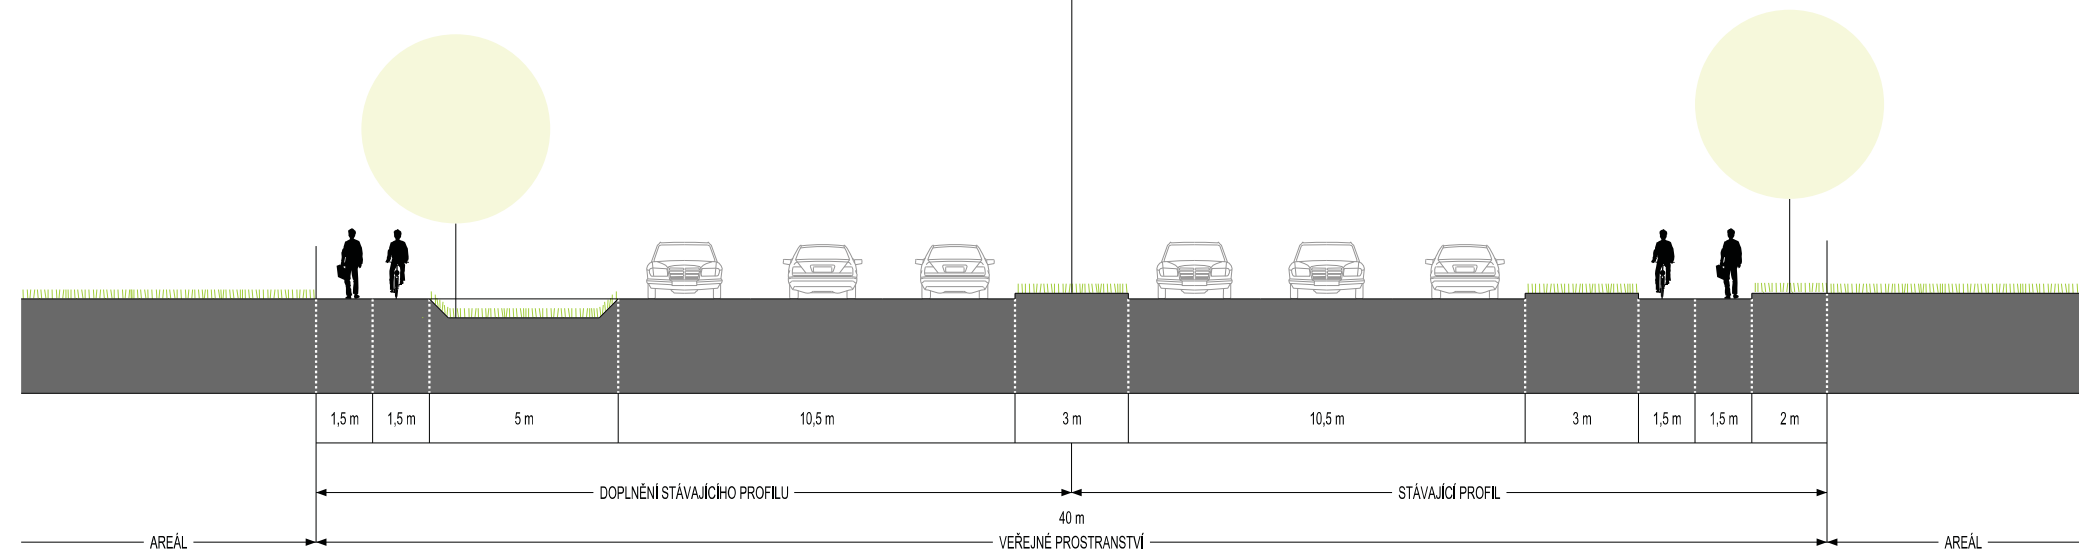 1,5 m 1,5 m 5 m 10,5 m 3 m 10,5 m 3 m 1,5 m 1,5 m 2 m
DOPLNĚNÍ STÁVAJÍCÍHO PROFILU STÁVAJÍCÍ PROFIL
40 m
AREÁL VEŘEJNÉ PROSTRANSTVÍ AREÁL